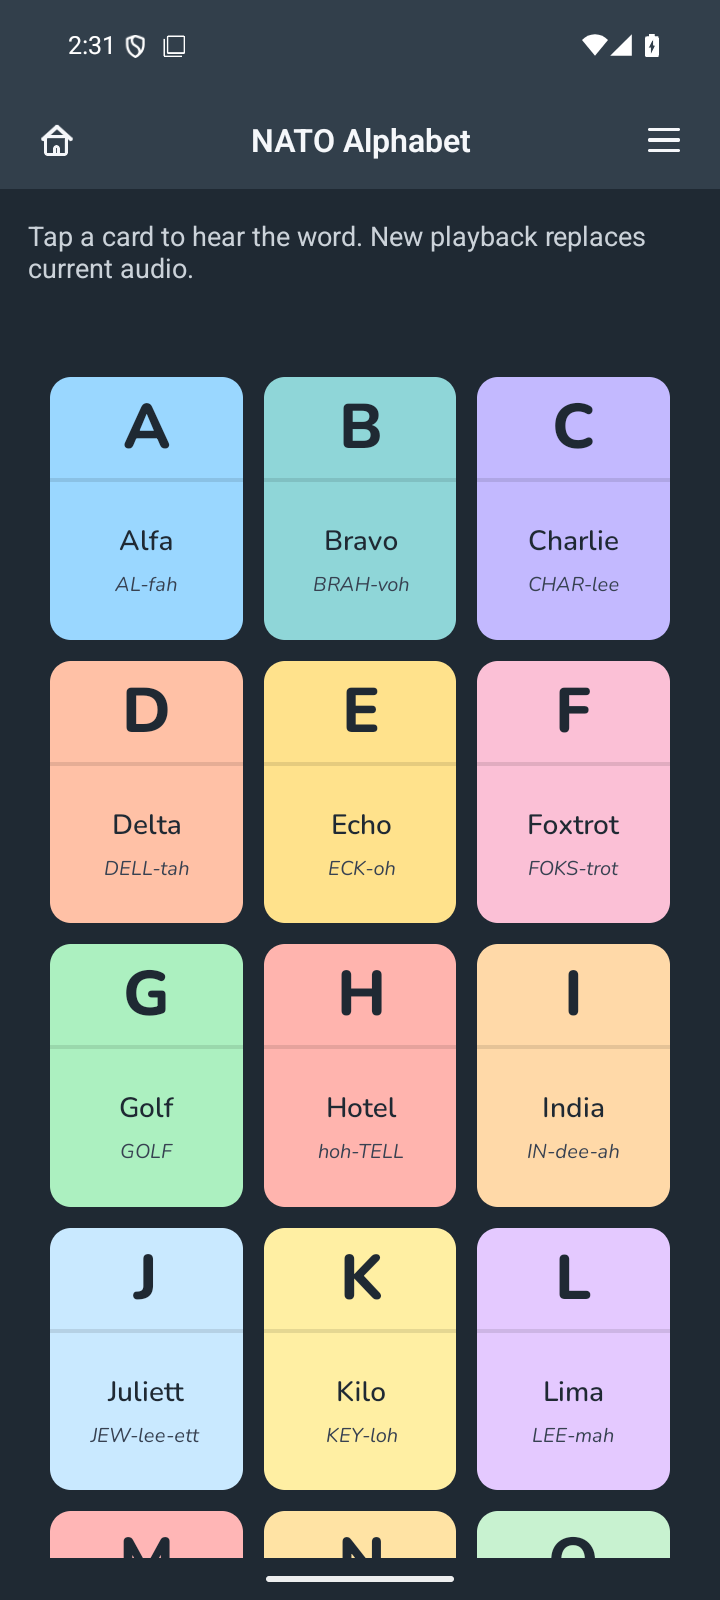 2:31
NATO Alphabet
Tap a card to hear the word. New playback replaces
current audio.
A
B
C
Alfa
Bravo
Charlie
AL-fah
BRAH-voh
CHAR-lee
D
E
F
Delta
Echo
Foxtrot
DELL-tah
ECK-oh
FOKS-trot
G
H
I
Golf
Hotel
India
GOLF
hoh-TELL
IN-dee-ah
J
K
L
Juliett
Kilo
Lima
JEW-lee-ett
KEY-loh
LEE-mah
M
N
O